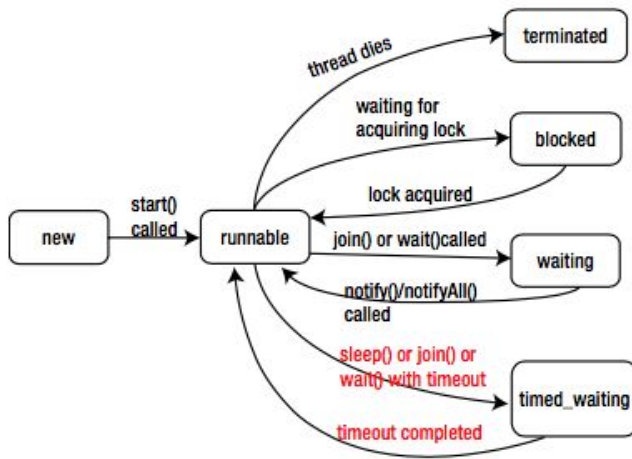 terminated
thread dies
waiting for
acquiring lock
blocked
lock acquired
start()
called
new
runnable
join() or wait()called
waiting
notify()/notifyAll()
called
sleep() or join() or
wait() with timeout
timed_waiting
timeout completed